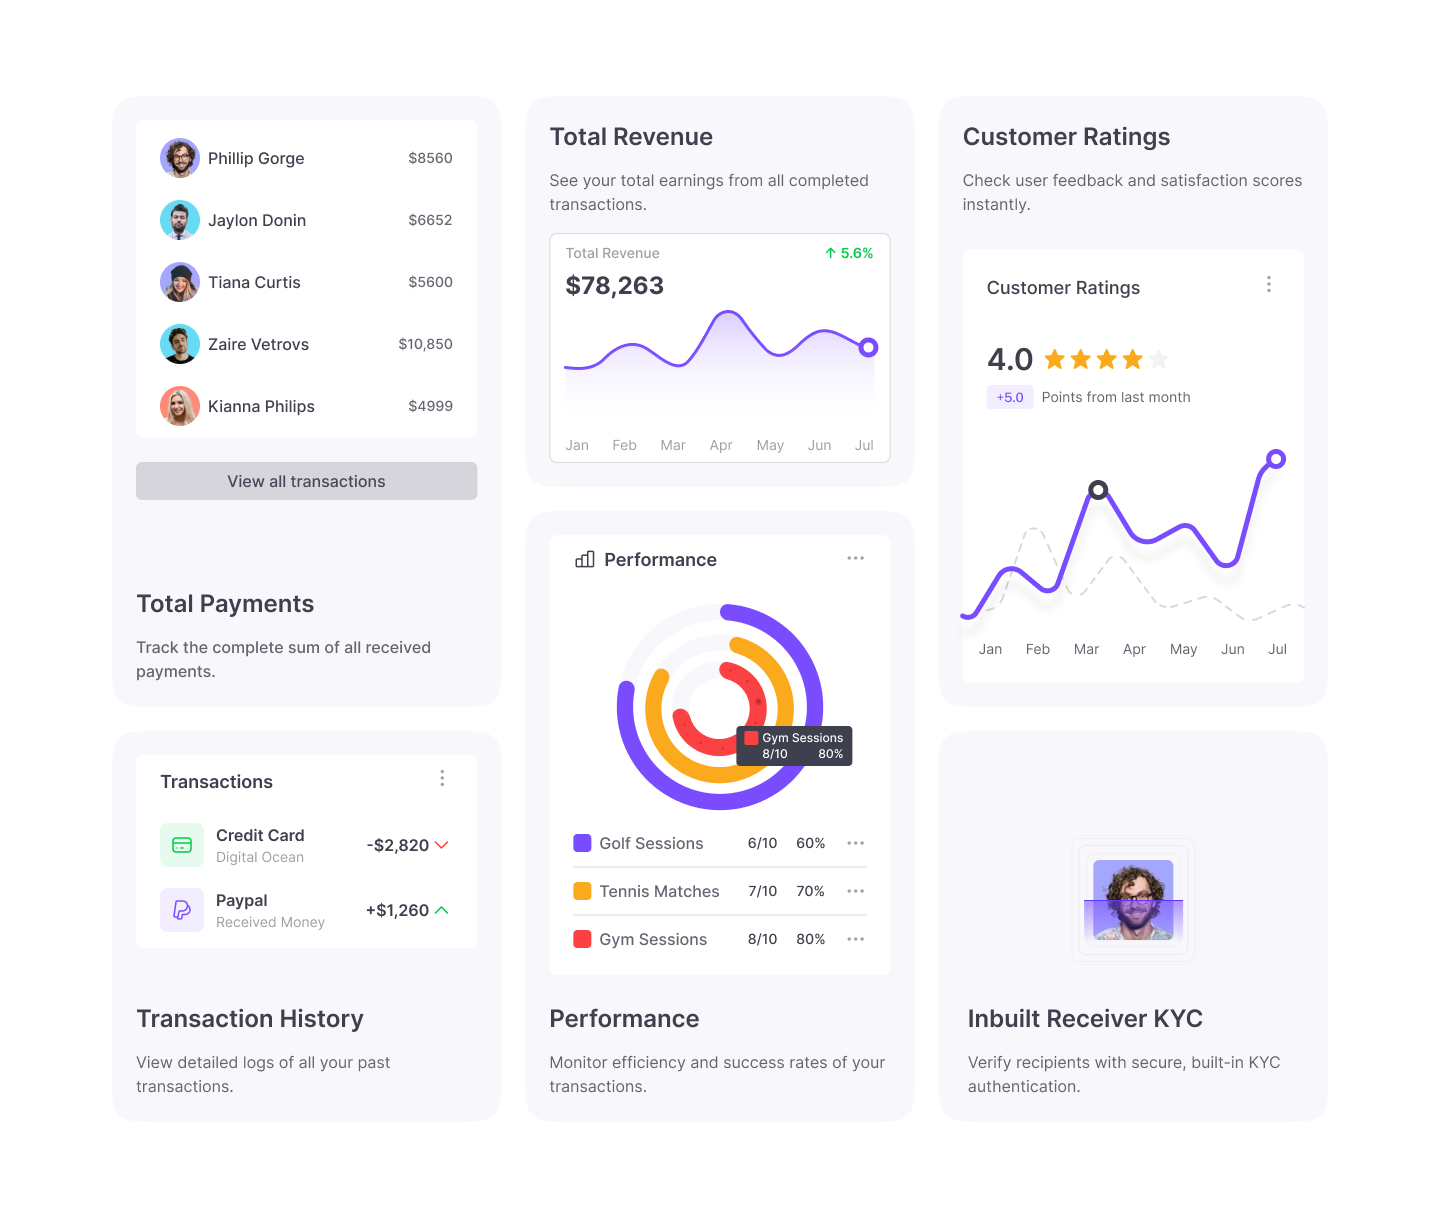 Phillip Gorge $8560
Jaylon Donin $6652
Tiana Curtis $5600
Zaire Vetrovs $10,850
Kianna Philips $4999
View all transactions
Total Payments
Track the complete sum of all received
payments.
Transactions
Credit Card
Digital Ocean
-$2,820
Paypal
Received Money
+$1,260
Transaction History
View detailed logs of all your past
transactions.
Total Revenue
See your total earnings from all completed
transactions.
Total Revenue ↑ 5.6%
$78,263
Jan Feb Mar Apr May Jun Jul
Performance
Gym Sessions
8/10 80%
Golf Sessions 6/10 60%
Tennis Matches 7/10 70%
Gym Sessions 8/10 80%
Performance
Monitor efficiency and success rates of your
transactions.
Customer Ratings
Check user feedback and satisfaction scores
instantly.
Customer Ratings
4.0
+5.0 Points from last month
Jan Feb Mar Apr May Jun Jul
Inbuilt Receiver KYC
Verify recipients with secure, built-in KYC
authentication.